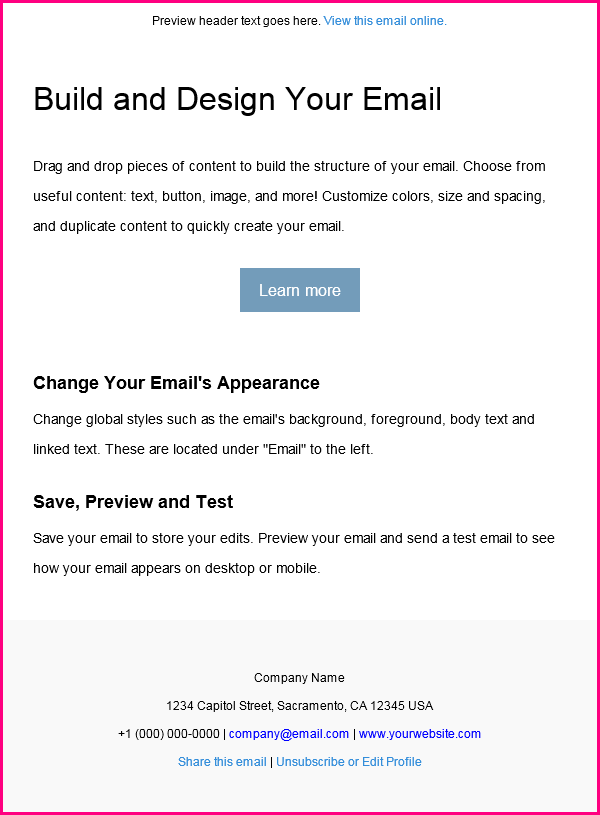 Preview header text goes here. View this email online.
Build and Design Your Email
Drag and drop pieces of content to build the structure of your email. Choose from
useful content: text, button, image, and more! Customize colors, size and spacing,
and duplicate content to quickly create your email.
Learn more
Change Your Email's Appearance
Change global styles such as the email's background, foreground, body text and
linked text. These are located under "Email" to the left.
Save, Preview and Test
Save your email to store your edits. Preview your email and send a test email to see
how your email appears on desktop or mobile.
Company Name
1234 Capitol Street, Sacramento, CA 12345 USA
+1 (000) 000-0000 | company@email.com | www.yourwebsite.com
Share this email | Unsubscribe or Edit Profile